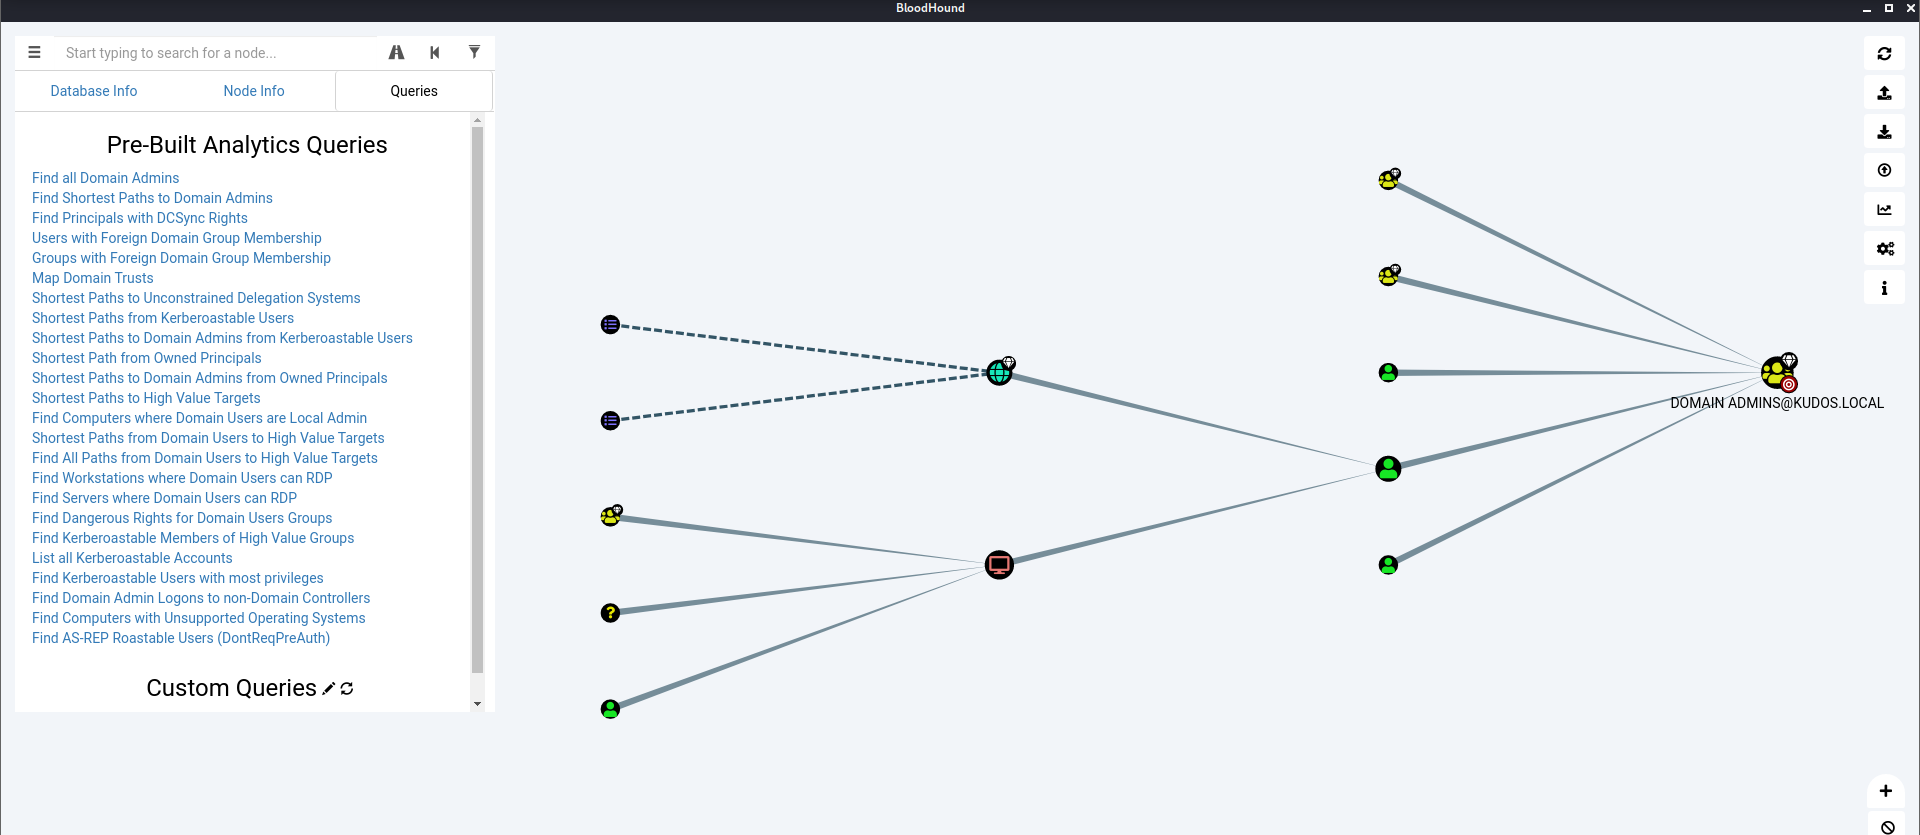 BloodHound
Start typing to search for a node...
Database Info
Node Info
Queries
Pre-Built Analytics Queries
Find all Domain Admins
Find Shortest Paths to Domain Admins
Find Principals with DCSync Rights
Users with Foreign Domain Group Membership
Groups with Foreign Domain Group Membership
Map Domain Trusts
Shortest Paths to Unconstrained Delegation Systems
Shortest Paths from Kerberoastable Users
Shortest Paths to Domain Admins from Kerberoastable Users
Shortest Path from Owned Principals
Shortest Paths to Domain Admins from Owned Principals
Shortest Paths to High Value Targets
Find Computers where Domain Users are Local Admin
Shortest Paths from Domain Users to High Value Targets
Find All Paths from Domain Users to High Value Targets
Find Workstations where Domain Users can RDP
Find Servers where Domain Users can RDP
Find Dangerous Rights for Domain Users Groups
Find Kerberoastable Members of High Value Groups
List all Kerberoastable Accounts
Find Kerberoastable Users with most privileges
Find Domain Admin Logons to non-Domain Controllers
Find Computers with Unsupported Operating Systems
Find AS-REP Roastable Users (DontReqPreAuth)
Custom Queries
DOMAIN ADMINS@KUDOS.LOCAL